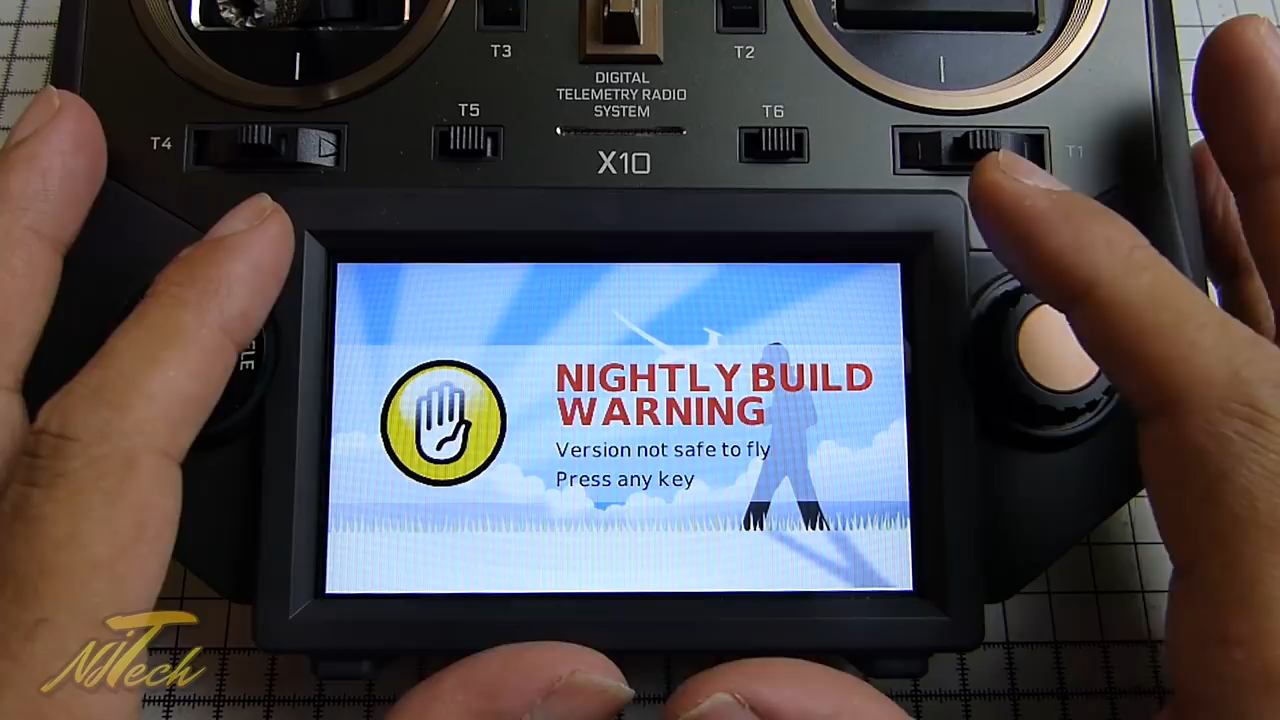 T3
T2
DIGITAL
TELEMETRY RADIO
SYSTEM
T4
T5
X10
T6
T1
NIGHTLY BUILD
WARNING
Version not safe to fly
Press any key
NJTech